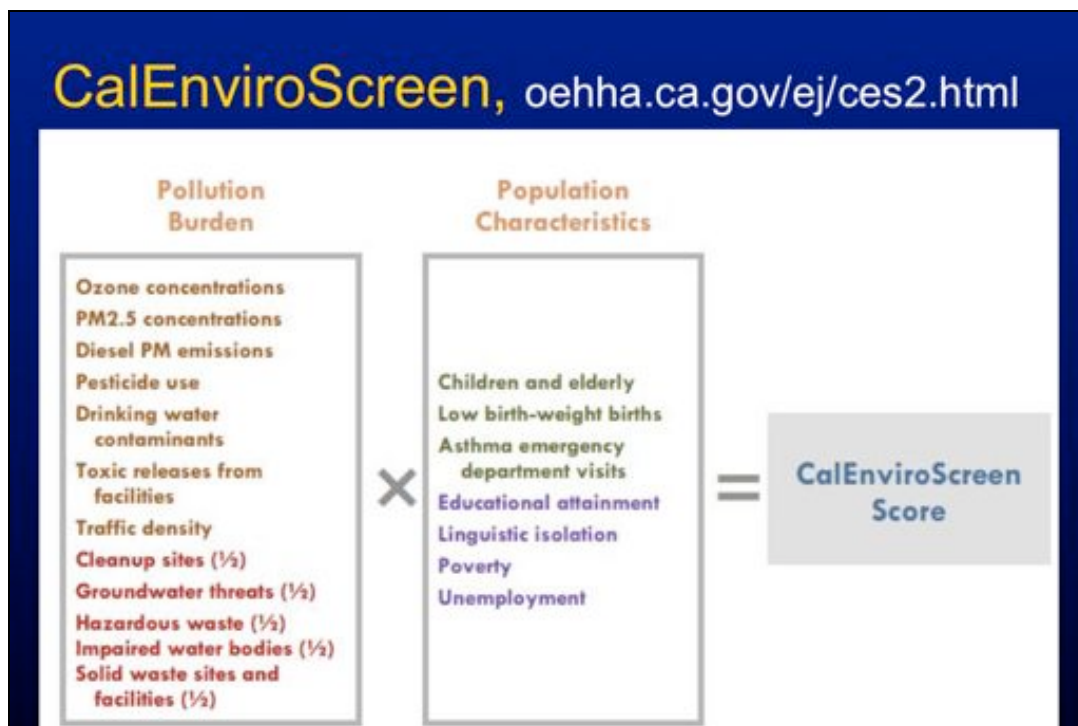 CalEnviroScreen, oehha.ca.gov/ej/ces2.html
Pollution
Burden
Ozone concentrations
PM2.5 concentrations
Diesel PM emissions
Pesticide use
Drinking water
contaminants
Toxic releases from
facilities
Traffic density
Cleanup sites (½)
Groundwater threats (½)
Hazardous waste (½)
Impaired water bodies (½)
Solid waste sites and
facilities (½)
×
Population
Characteristics
Children and elderly
Low birth-weight births
Asthma emergency
department visits
Educational attainment
Linguistic isolation
Poverty
Unemployment
=
CalEnviroScreen
Score